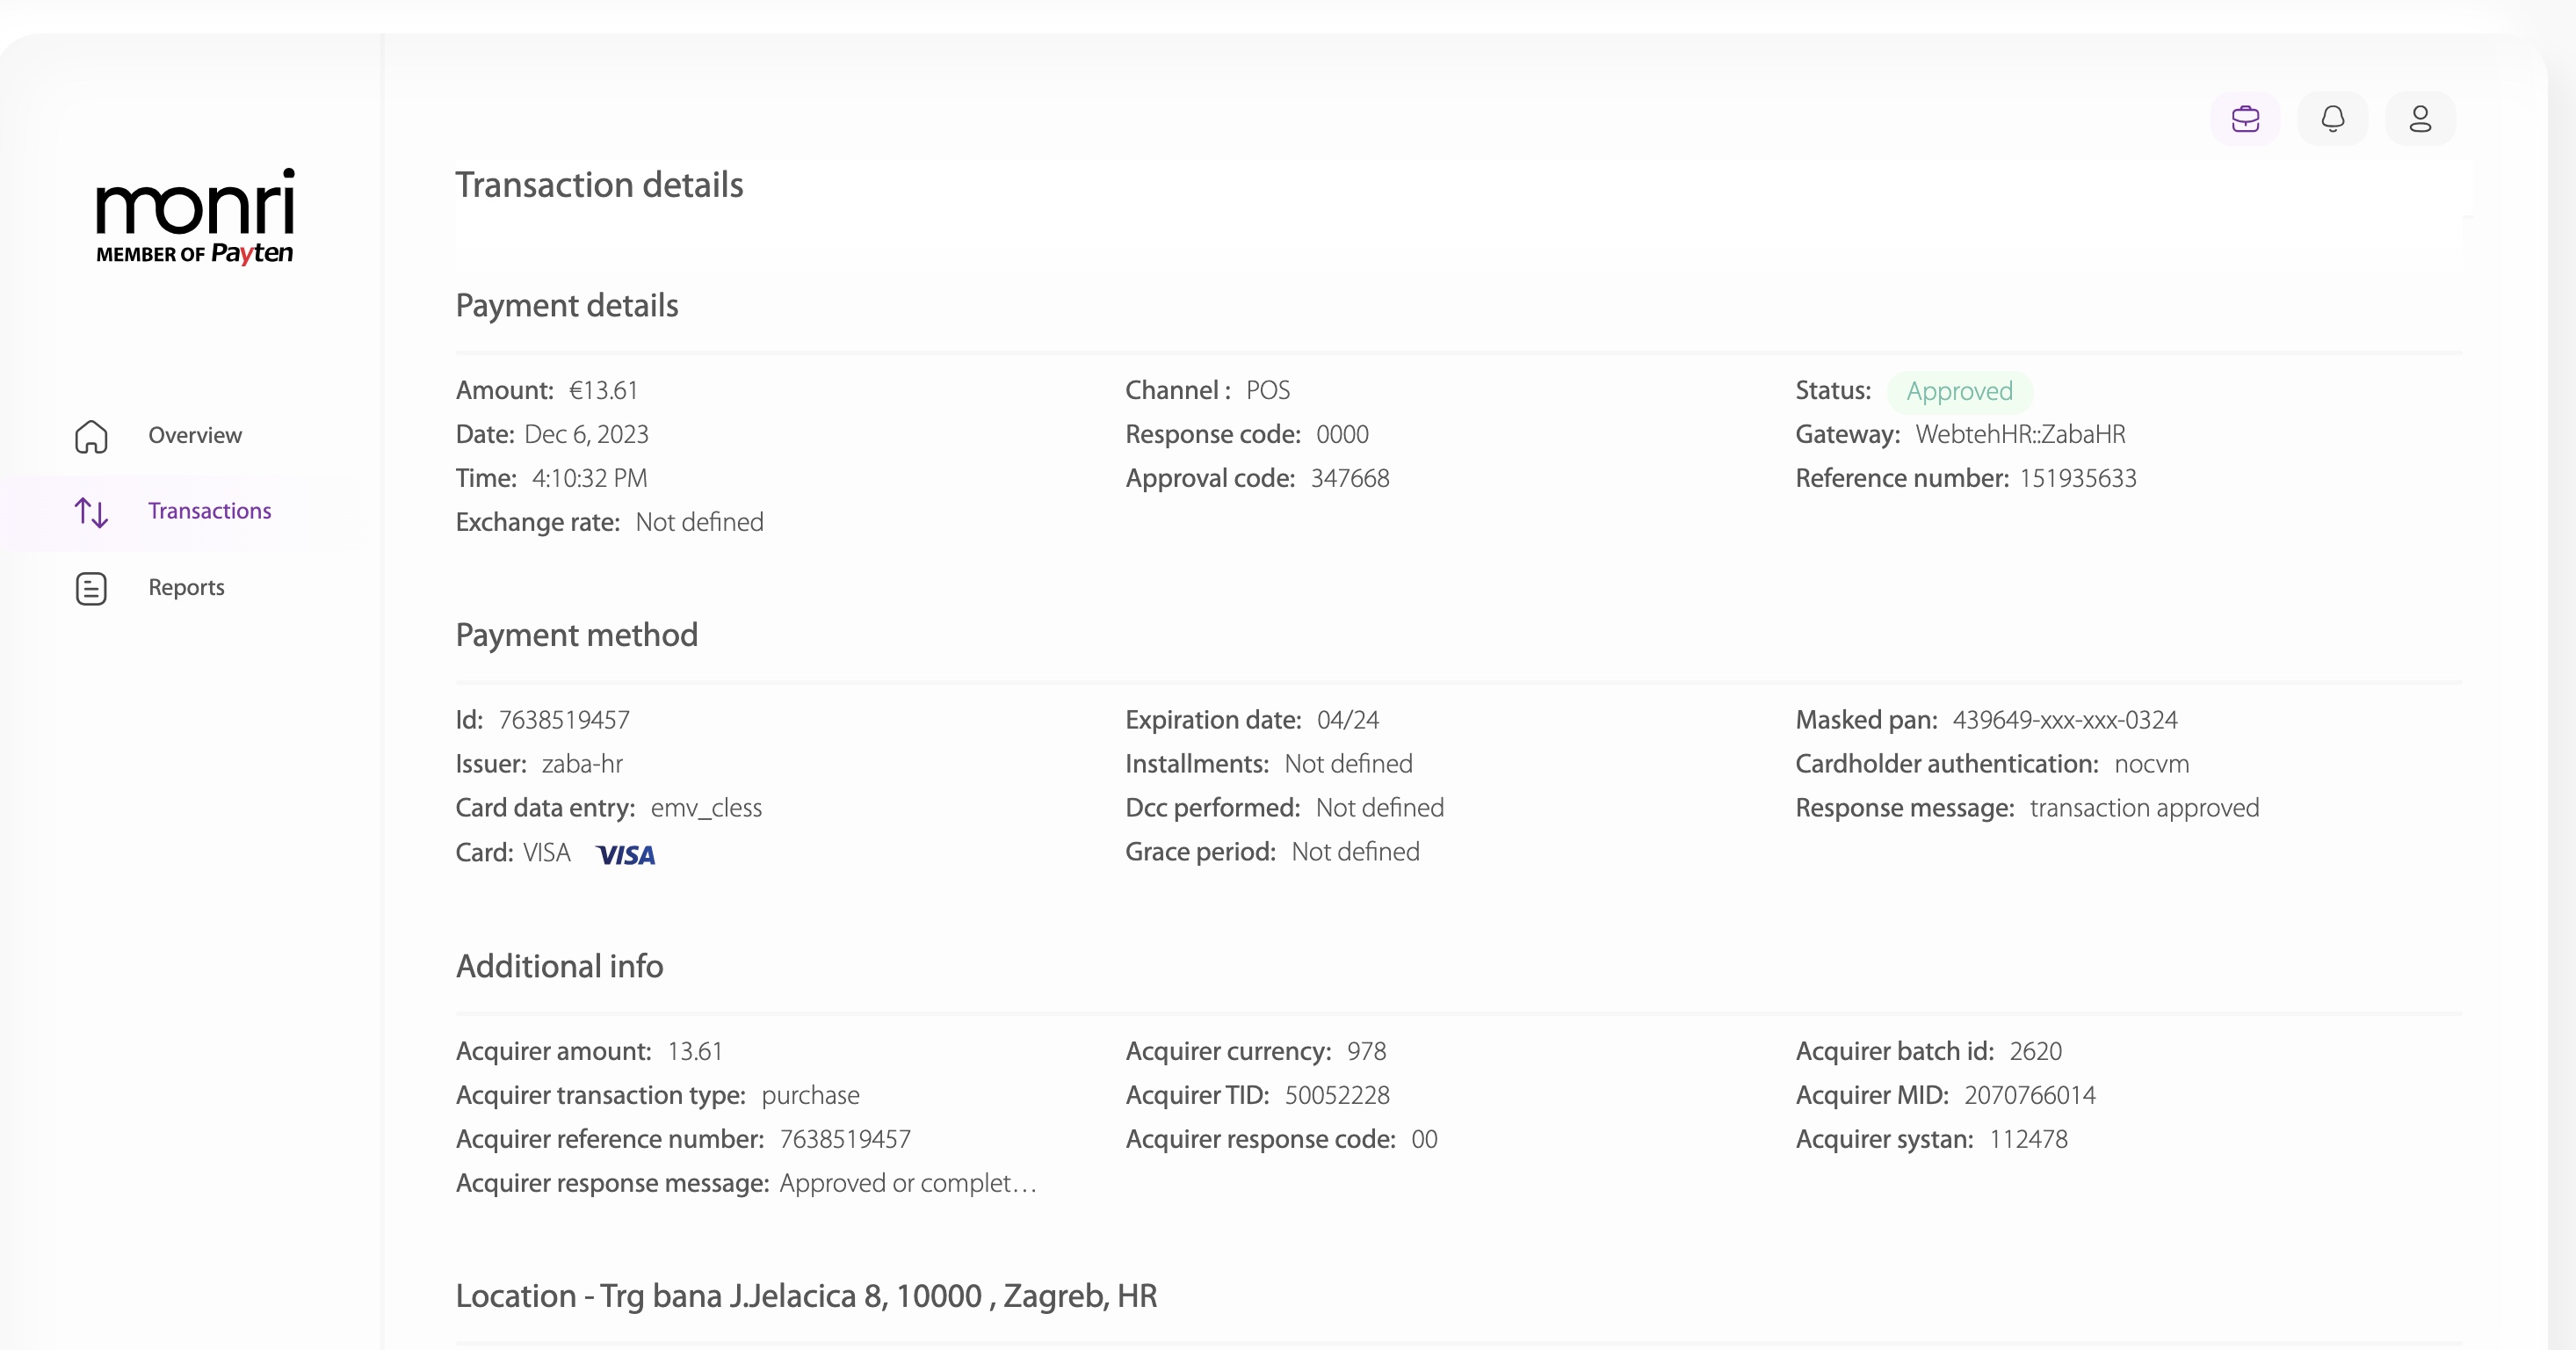 monri
MEMBER OF Payten
Overview
Transactions
Reports
Transaction details
Payment details
Amount: €13.61
Date: Dec 6, 2023
Time: 4:10:32 PM
Exchange rate: Not defined
Channel : POS
Response code: 0000
Approval code: 347668
Status: Approved
Gateway: WebtehHR::ZabaHR
Reference number: 151935633
Payment method
Id: 7638519457
Issuer: zaba-hr
Card data entry: emv_cless
Card: VISA VISA
Expiration date: 04/24
Installments: Not defined
Dcc performed: Not defined
Grace period: Not defined
Masked pan: 439649-xxx-xxx-0324
Cardholder authentication: nocvm
Response message: transaction approved
Additional info
Acquirer amount: 13.61
Acquirer transaction type: purchase
Acquirer reference number: 7638519457
Acquirer response message: Approved or complet...
Acquirer currency: 978
Acquirer TID: 50052228
Acquirer response code: 00
Acquirer batch id: 2620
Acquirer MID: 2070766014
Acquirer systan: 112478
Location - Trg bana J.Jelacica 8, 10000 , Zagreb, HR